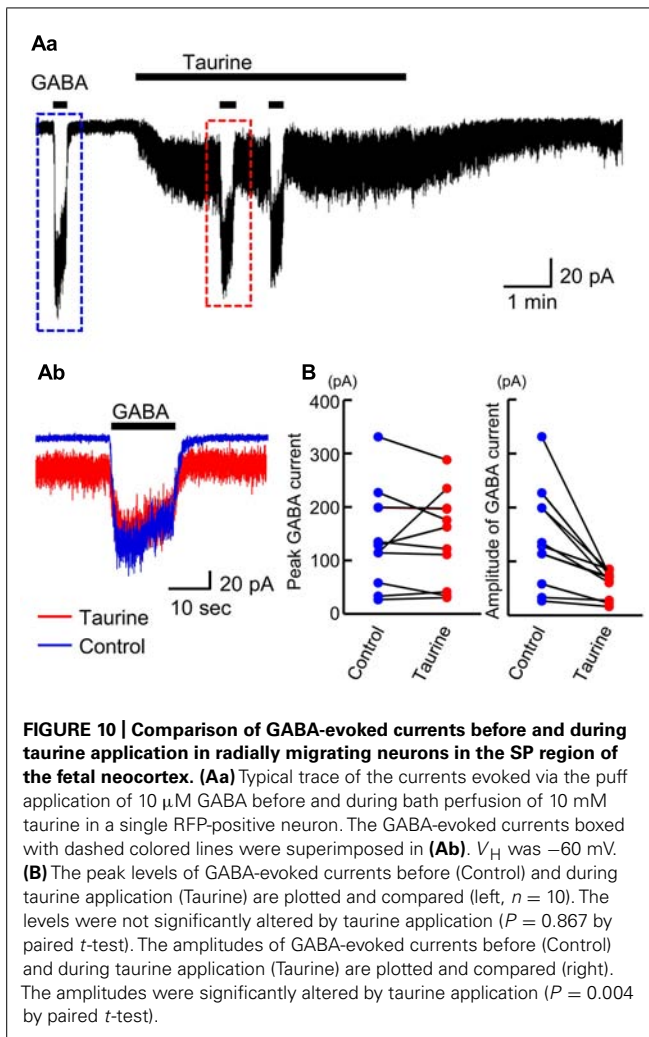 Aa
Taurine
GABA
20 pA
1 min
Ab
GABA
20 pA
10 sec
Taurine
Control
B
(pA)
400
300
200
100
0
Peak GABA current
Control
Taurine
(pA)
Amplitude of GABA current
Control
Taurine
FIGURE 10 | Comparison of GABA-evoked currents before and during
taurine application in radially migrating neurons in the SP region of
the fetal neocortex. (Aa) Typical trace of the currents evoked via the puff
application of 10 μM GABA before and during bath perfusion of 10 mM
taurine in a single RFP-positive neuron. The GABA-evoked currents boxed
with dashed colored lines were superimposed in (Ab). VH was −60 mV.
(B) The peak levels of GABA-evoked currents before (Control) and during
taurine application (Taurine) are plotted and compared (left, n = 10). The
levels were not significantly altered by taurine application (P = 0.867 by
paired t-test). The amplitudes of GABA-evoked currents before (Control)
and during taurine application (Taurine) are plotted and compared (right).
The amplitudes were significantly altered by taurine application (P = 0.004
by paired t-test).